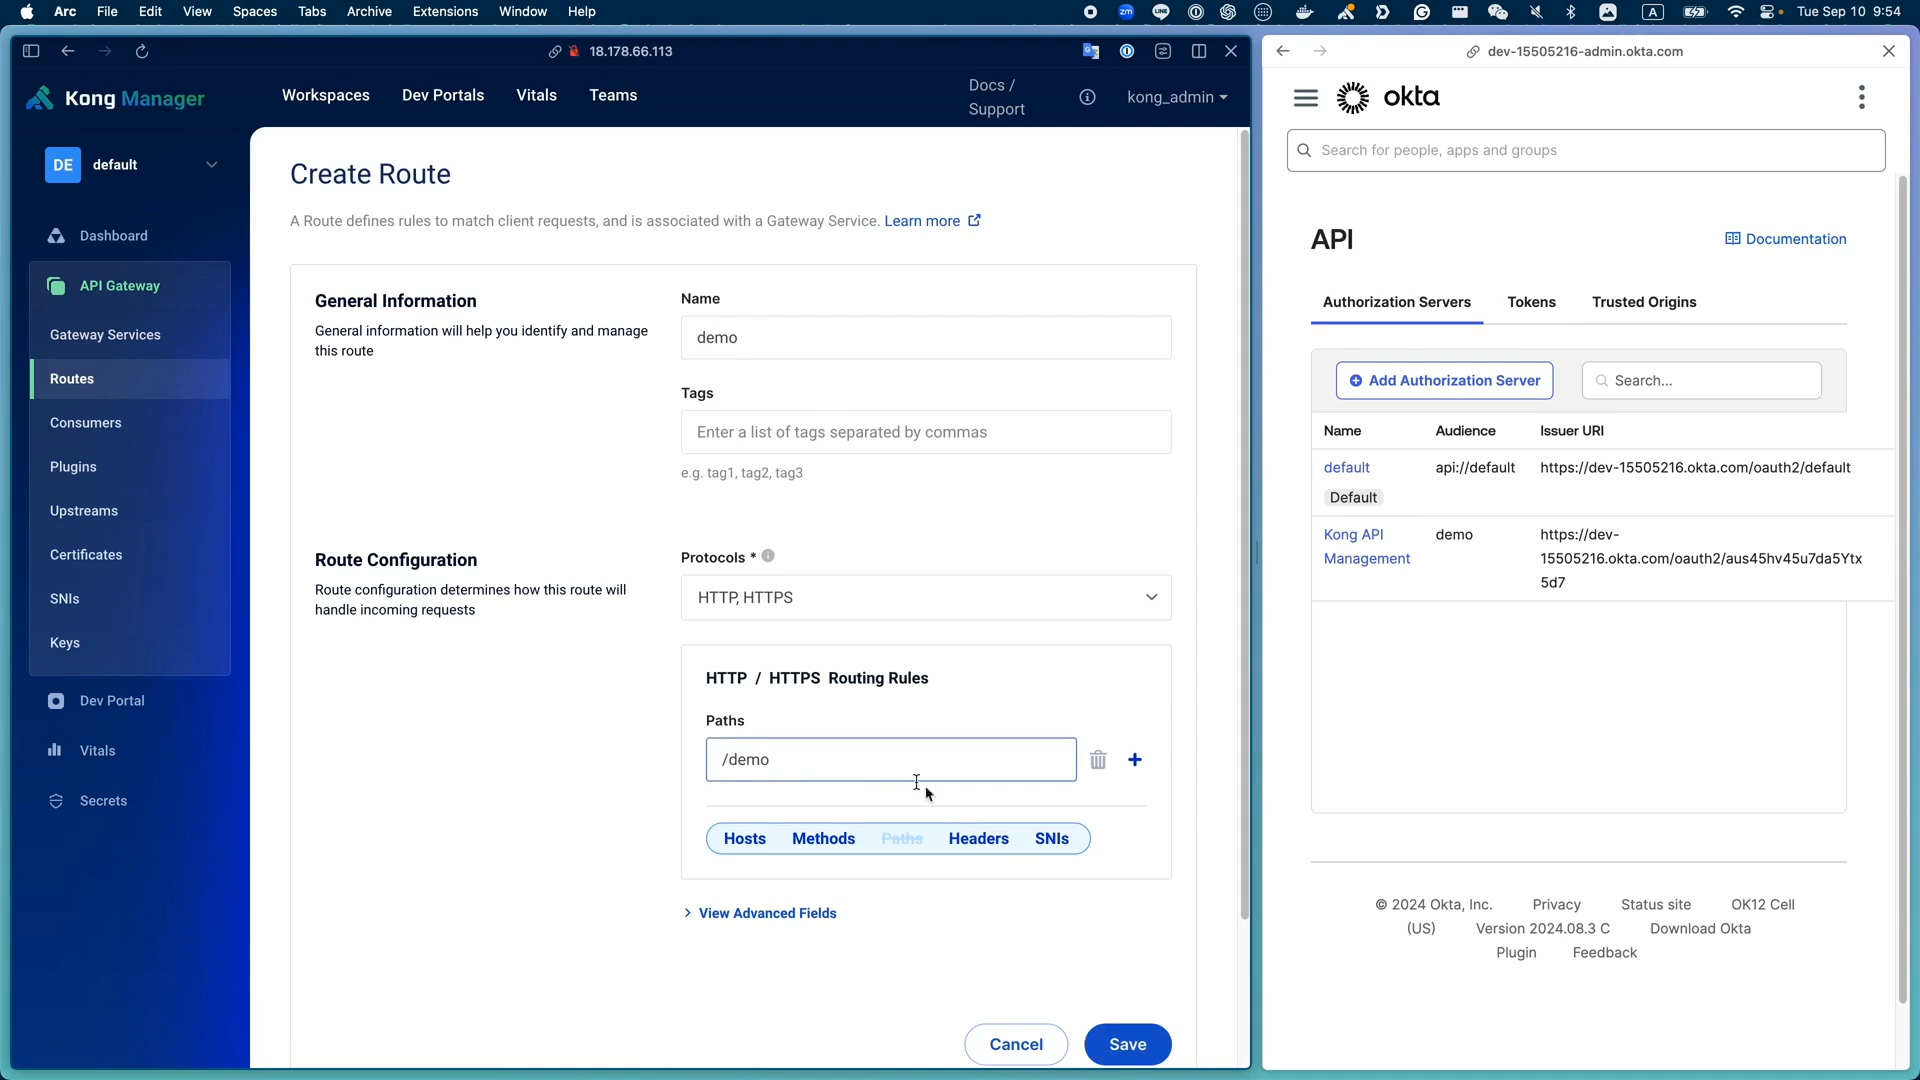 Arc File Edit View Spaces Tabs Archive Extensions Window Help
zm LINE A Tue Sep 10 9:54
18.178.66.113
Kong Manager
Workspaces Dev Portals Vitals Teams
Docs /
Support
kong_admin
DE default
Dashboard
API Gateway
Gateway Services
Routes
Consumers
Plugins
Upstreams
Certificates
SNIs
Keys
Dev Portal
Vitals
Secrets
Create Route
A Route defines rules to match client requests, and is associated with a Gateway Service. Learn more
General Information
General information will help you identify and manage
this route
Name
demo
Tags
Enter a list of tags separated by commas
e.g. tag1, tag2, tag3
Route Configuration
Route configuration determines how this route will
handle incoming requests
Protocols *
HTTP, HTTPS
HTTP / HTTPS Routing Rules
Paths
/demo
Hosts Methods Paths Headers SNIs
View Advanced Fields
Cancel Save
dev-15505216-admin.okta.com
okta
Search for people, apps and groups
API
Documentation
Authorization Servers Tokens Trusted Origins
Add Authorization Server
Search...
Name Audience Issuer URI
default api://default https://dev-15505216.okta.com/oauth2/default
Default
Kong API demo https://dev-
Management 15505216.okta.com/oauth2/aus45hv45u7da5Ytx
5d7
© 2024 Okta, Inc. Privacy Status site OK12 Cell
(US) Version 2024.08.3 C Download Okta
Plugin Feedback